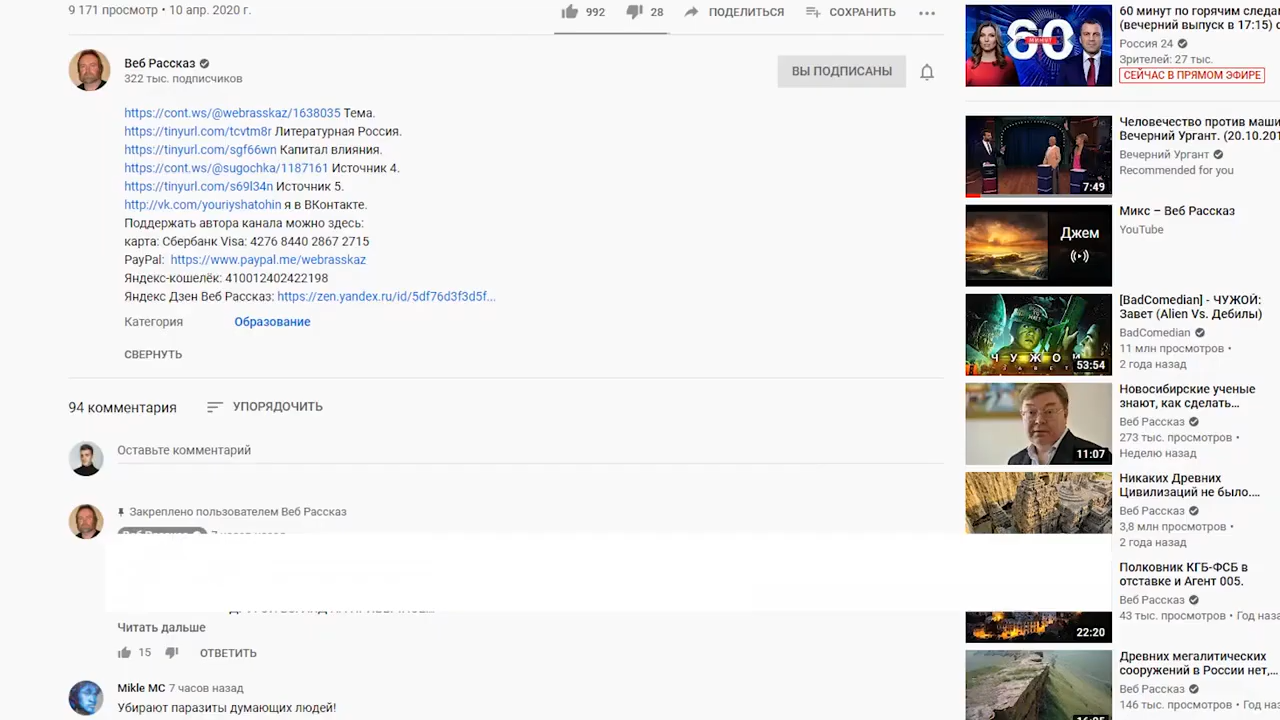 9 171 просмотр • 10 апр. 2020 г.
992
28
ПОДЕЛИТЬСЯ
СОХРАНИТЬ
Веб Рассказ
322 тыс. подписчиков
ВЫ ПОДПИСАНЫ
https://cont.ws/@webrasskaz/1638035 Тема.
https://tinyurl.com/tcvtm8r Литературная Россия.
https://tinyurl.com/sgf66wn Капитал влияния.
https://cont.ws/@sugochka/1187161 Источник 4.
https://tinyurl.com/s69l34n Источник 5.
http://vk.com/youriyshatohin я в ВКонтакте.
Поддержать автора канала можно здесь:
карта: Сбербанк Visa: 4276 8440 2867 2715
PayPal: https://www.paypal.me/webrasskaz
Яндекс-кошелёк: 410012402422198
Яндекс Дзен Веб Рассказ: https://zen.yandex.ru/id/5df76d3f3d5f...
Категория
Образование
СВЕРНУТЬ
94 комментария
УПОРЯДОЧИТЬ
Оставьте комментарий
Закреплено пользователем Веб Рассказ
Читать дальше
15
ОТВЕТИТЬ
Mikle MC 7 часов назад
Убирают паразиты думающих людей!
60
МИНУТ
60 минут по горячим следам
(вечерний выпуск в 17:15)
Россия 24
Зрителей: 27 тыс.
СЕЙЧАС В ПРЯМОМ ЭФИРЕ
7:49
Человечество против маши
Вечерний Ургант. (20.10.201
Вечерний Ургант
Recommended for you
Джем
Микс – Веб Рассказ
YouTube
ЧУЖОЙ
ЗАВЕТ
53:54
[BadComedian] - ЧУЖОЙ:
Завет (Alien Vs. Дебилы)
BadComedian
11 млн просмотров •
2 года назад
11:07
Новосибирские ученые
знают, как сделать...
Веб Рассказ
273 тыс. просмотров •
Неделю назад
Никаких Древних
Цивилизаций не было....
Веб Рассказ
3,8 млн просмотров •
2 года назад
22:20
Полковник КГБ-ФСБ в
отставке и Агент 005.
Веб Рассказ
43 тыс. просмотров • Год наза
Древних мегалитических
сооружений в России нет,...
Веб Рассказ
146 тыс. просмотров • Год наз